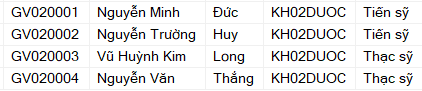 GV020001 Nguyễn Minh Đức KH02DUOC Tiến sỹ
GV020002 Nguyễn Trường Huy KH02DUOC Tiến sỹ
GV020003 Vũ Huỳnh Kim Long KH02DUOC Thạc sỹ
GV020004 Nguyễn Văn Thắng KH02DUOC Thạc sỹ